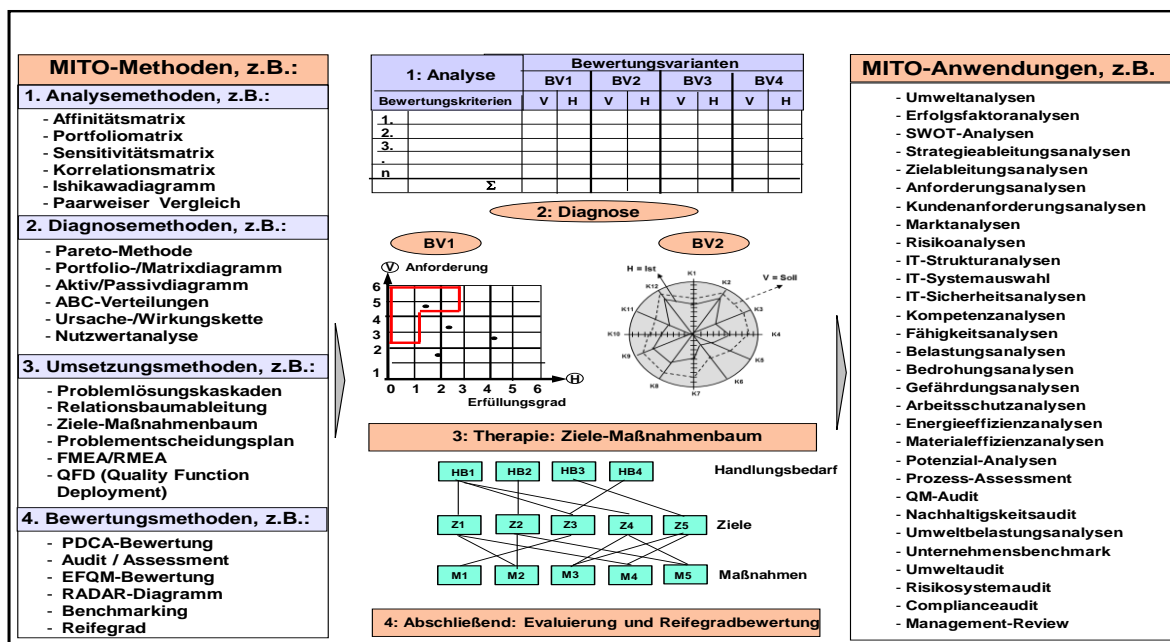 MITO-Methoden, z.B.:
1. Analysemethoden, z.B.:
- Affinitätsmatrix
- Portfoliomatrix
- Sensitivitätsmatrix
- Korrelationsmatrix
- Ishikawadiagramm
- Paarweiser Vergleich
2. Diagnosemethoden, z.B.:
- Pareto-Methode
- Portfolio-/Matrixdiagramm
- Aktiv/Passivdiagramm
- ABC-Verteilungen
- Ursache-/Wirkungskette
- Nutzwertanalyse
3. Umsetzungsmethoden, z.B.:
- Problemlösungskaskaden
- Relationsbaumableitung
- Ziele-Maßnahmenbaum
- Problementscheidungsplan
- FMEA/RMEA
- QFD (Quality Function
Deployment)
4. Bewertungsmethoden, z.B.:
- PDCA-Bewertung
- Audit / Assessment
- EFQM-Bewertung
- RADAR-Diagramm
- Benchmarking
- Reifegrad
1: Analyse
Bewertungsvarianten
BV1 BV2 BV3 BV4
Bewertungskriterien V H V H V H V H
1.
2.
3.
.
n
Σ
2: Diagnose
BV1
V Anforderung
6
5
4
3
2
1
0 1 2 3 4 5 6 H
Erfüllungsgrad
BV2
H = Ist
V = Soll
K1
K2
K3
K4
K5
K6
K7
K8
K9
K10
K11
K12
3: Therapie: Ziele-Maßnahmenbaum
HB1 HB2 HB3 HB4 Handlungsbedarf
Z1 Z2 Z3 Z4 Z5 Ziele
M1 M2 M3 M4 M5 Maßnahmen
4: Abschließend: Evaluierung und Reifegradbewertung
MITO-Anwendungen, z.B.
- Umweltanalysen
- Erfolgsfaktoranalysen
- SWOT-Analysen
- Strategieableitungsanalysen
- Zielableitungsanalysen
- Anforderungsanalysen
- Kundenanforderungsanalysen
- Marktanalysen
- Risikoanalysen
- IT-Strukturanalysen
- IT-Systemauswahl
- IT-Sicherheitsanalysen
- Kompetenzanalysen
- Fähigkeitsanalysen
- Belastungsanalysen
- Bedrohungsanalysen
- Gefährdungsanalysen
- Arbeitsschutzanalysen
- Energieeffizienzanalysen
- Materialeffizienzanalysen
- Potenzial-Analysen
- Prozess-Assessment
- QM-Audit
- Nachhaltigskeitsaudit
- Umweltbelastungsanalysen
- Unternehmensbenchmark
- Umweltaudit
- Risikosystemaudit
- Complianceaudit
- Management-Review